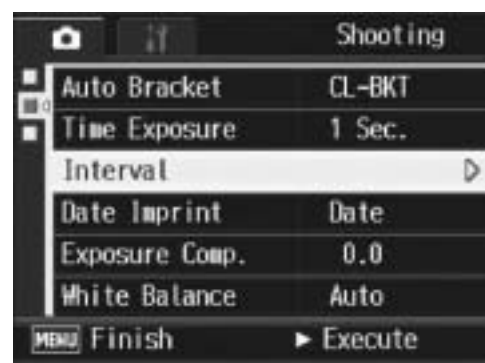 Shooting
Auto Bracket CL-BKT
Time Exposure 1 Sec.
Interval
Date Imprint Date
Exposure Comp. 0.0
White Balance Auto
MENU Finish ► Execute